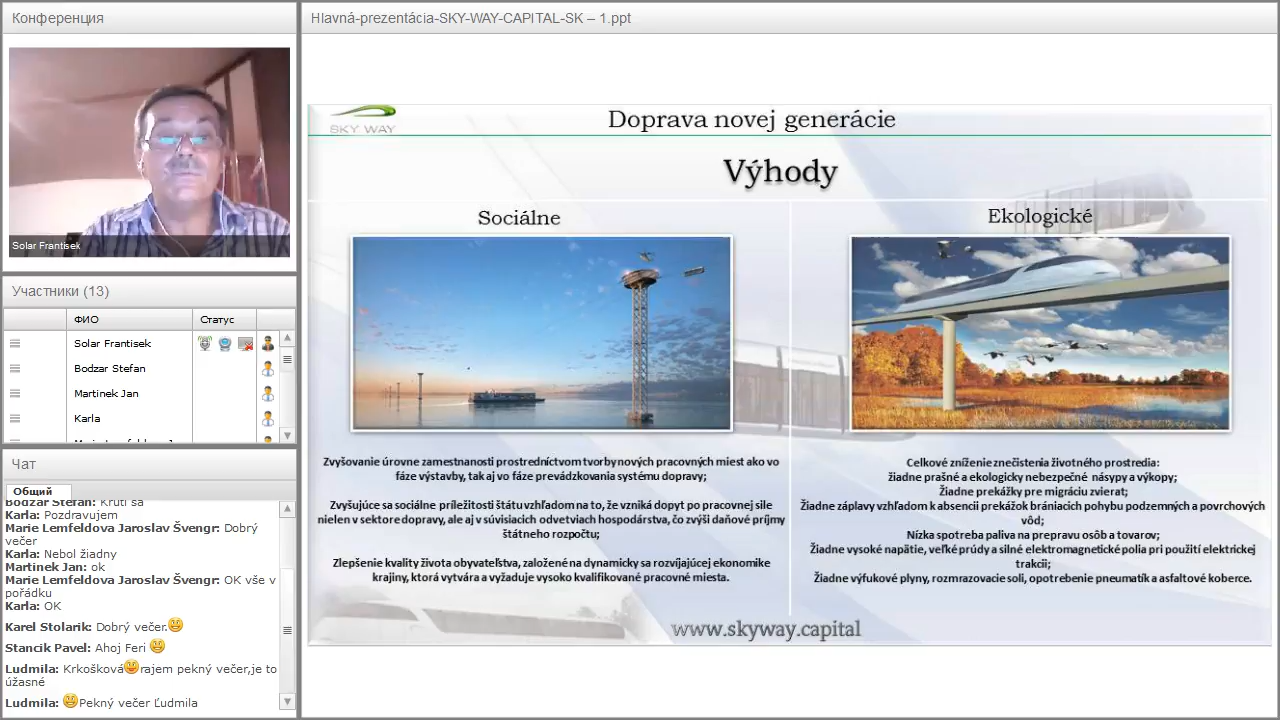 Конференция
Solar Frantisek
Участники (13)
ФИО
Статус
Solar Frantisek
Bodzar Stefan
Martinek Jan
Karla
Чат
Общий
Bodzar Stefan: Kruti sa
Karla: Pozdravujem
Marie Lemfeldova Jaroslav Švengr: Dobrý
večer
Karla: Nebol žiadny
Martinek Jan: ok
Marie Lemfeldova Jaroslav Švengr: OK vše v
pořádku
Karla: OK
Karel Stolarik: Dobrý večer.
Stancik Pavel: Ahoj Feri
Ludmila: Krkoškova rajem pekný večer,je to
úžasné
Ludmila: Pekný večer Ľudmila
Hlavná-prezentácia-SKY-WAY-CAPITAL-SK – 1.ppt
SKY WAY
Doprava novej generácie
Výhody
Sociálne
Zvyšovanie úrovne zamestnanosti prostredníctvom tvorby nových pracovných miest ako vo
fáze výstavby, tak aj vo fáze prevádzkovania systému dopravy;
Zvyšujúce sa sociálne príležitosti štátu vzhľadom na to, že vzniká dopyt po pracovnej sile
nielen v sektore dopravy, ale aj v súvisiacich odvetviach hospodárstva, čo zvýši daňové príjmy
štátneho rozpočtu;
Zlepšenie kvality života obyvateľstva, založené na dynamicky sa rozvíjajúcej ekonomike
krajiny, ktorá vytvára a vyžaduje vysoko kvalifikované pracovné miesta.
Ekologické
Celkové zníženie znečistenia životného prostredia:
žiadne prašné a ekologicky nebezpečné násypy a výkopy;
Žiadne prekážky pre migráciu zvierat;
Žiadne záplavy vzhľadom k absencii prekážok brániacich pohybu podzemných a povrchových
vôd;
Nízka spotreba paliva na prepravu osôb a tovarov;
Žiadne vysoké napätie, veľké prúdy a silné elektromagnetické polia pri použití elektrickej
trakcii;
Žiadne výfukové plyny, rozmrazovacie soli, opotrebenie pneumatík a asfaltové koberce.
www.skyway.capital